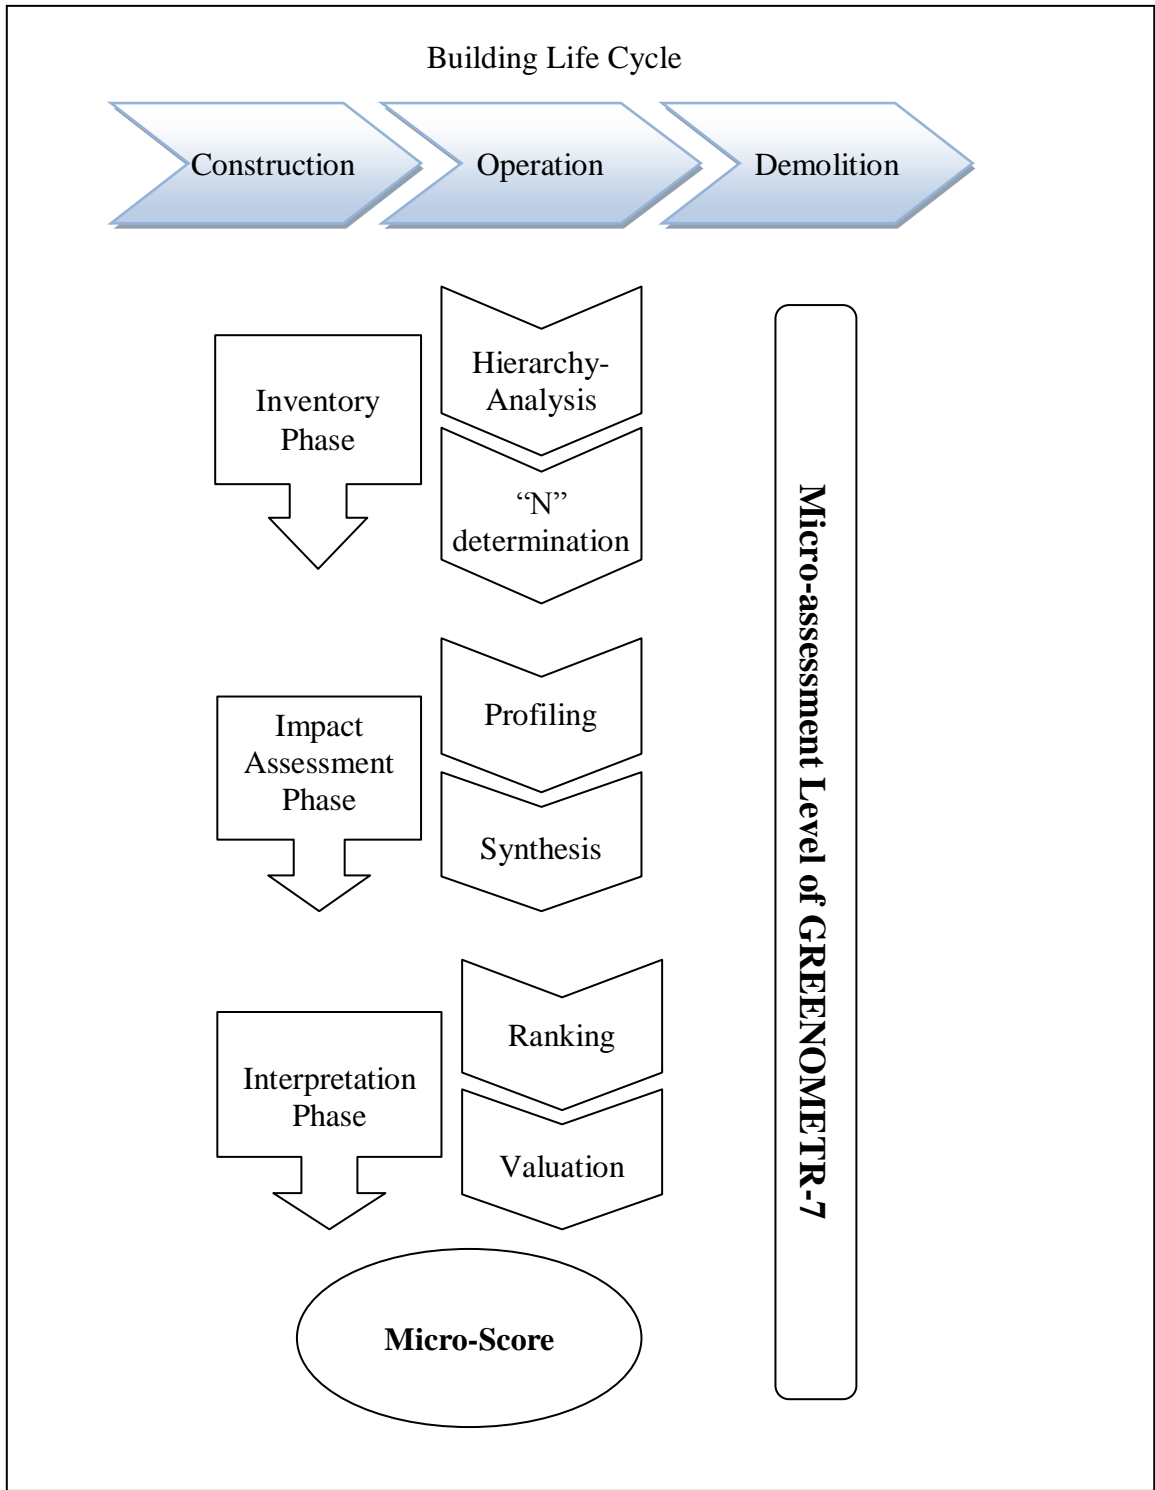 Building Life Cycle
Construction
Operation
Demolition
Inventory
Phase
Hierarchy-
Analysis
“N”
determination
Impact
Assessment
Phase
Profiling
Synthesis
Interpretation
Phase
Ranking
Valuation
Micro-Score
Micro-assessment Level of GREENOMETR-7